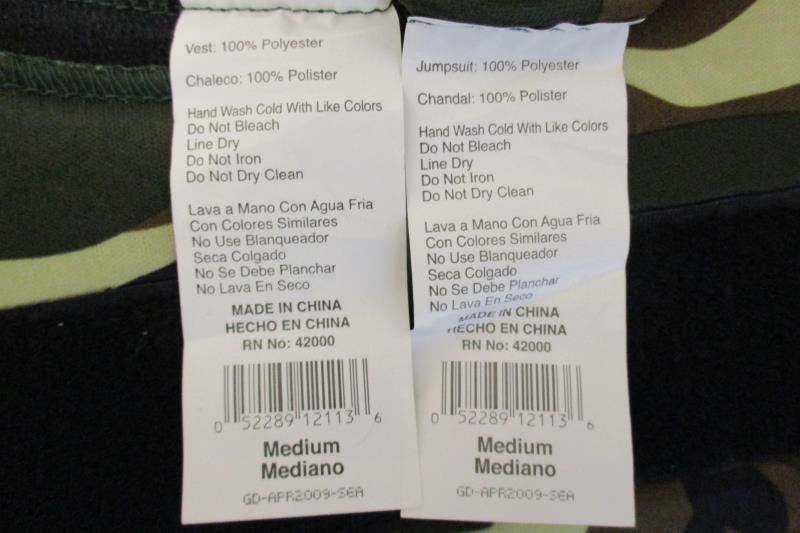 Vest: 100% Polyester
Chaleco: 100% Polister
Hand Wash Cold With Like Colors
Do Not Bleach
Line Dry
Do Not Iron
Do Not Dry Clean
Lava a Mano Con Agua Fria
Con Colores Similares
No Use Blanqueador
Seca Colgado
No Se Debe Planchar
No Lava En Seco
MADE IN CHINA
HECHO EN CHINA
RN No: 42000
0 52289 12113 6
Medium
Mediano
GD-APR2009-SEA
Jumpsuit: 100% Polyester
Chandal: 100% Polister
Hand Wash Cold With Like Colors
Do Not Bleach
Line Dry
Do Not Iron
Do Not Dry Clean
Lava a Mano Con Agua Fria
Con Colores Similares
No Use Blanqueador
Seca Colgado
No Se Debe Planchar
No Lava En Seco
MADE IN CHINA
HECHO EN CHINA
RN No: 42000
0 52289 12113 6
Medium
Mediano
GD-APR2009-SEA